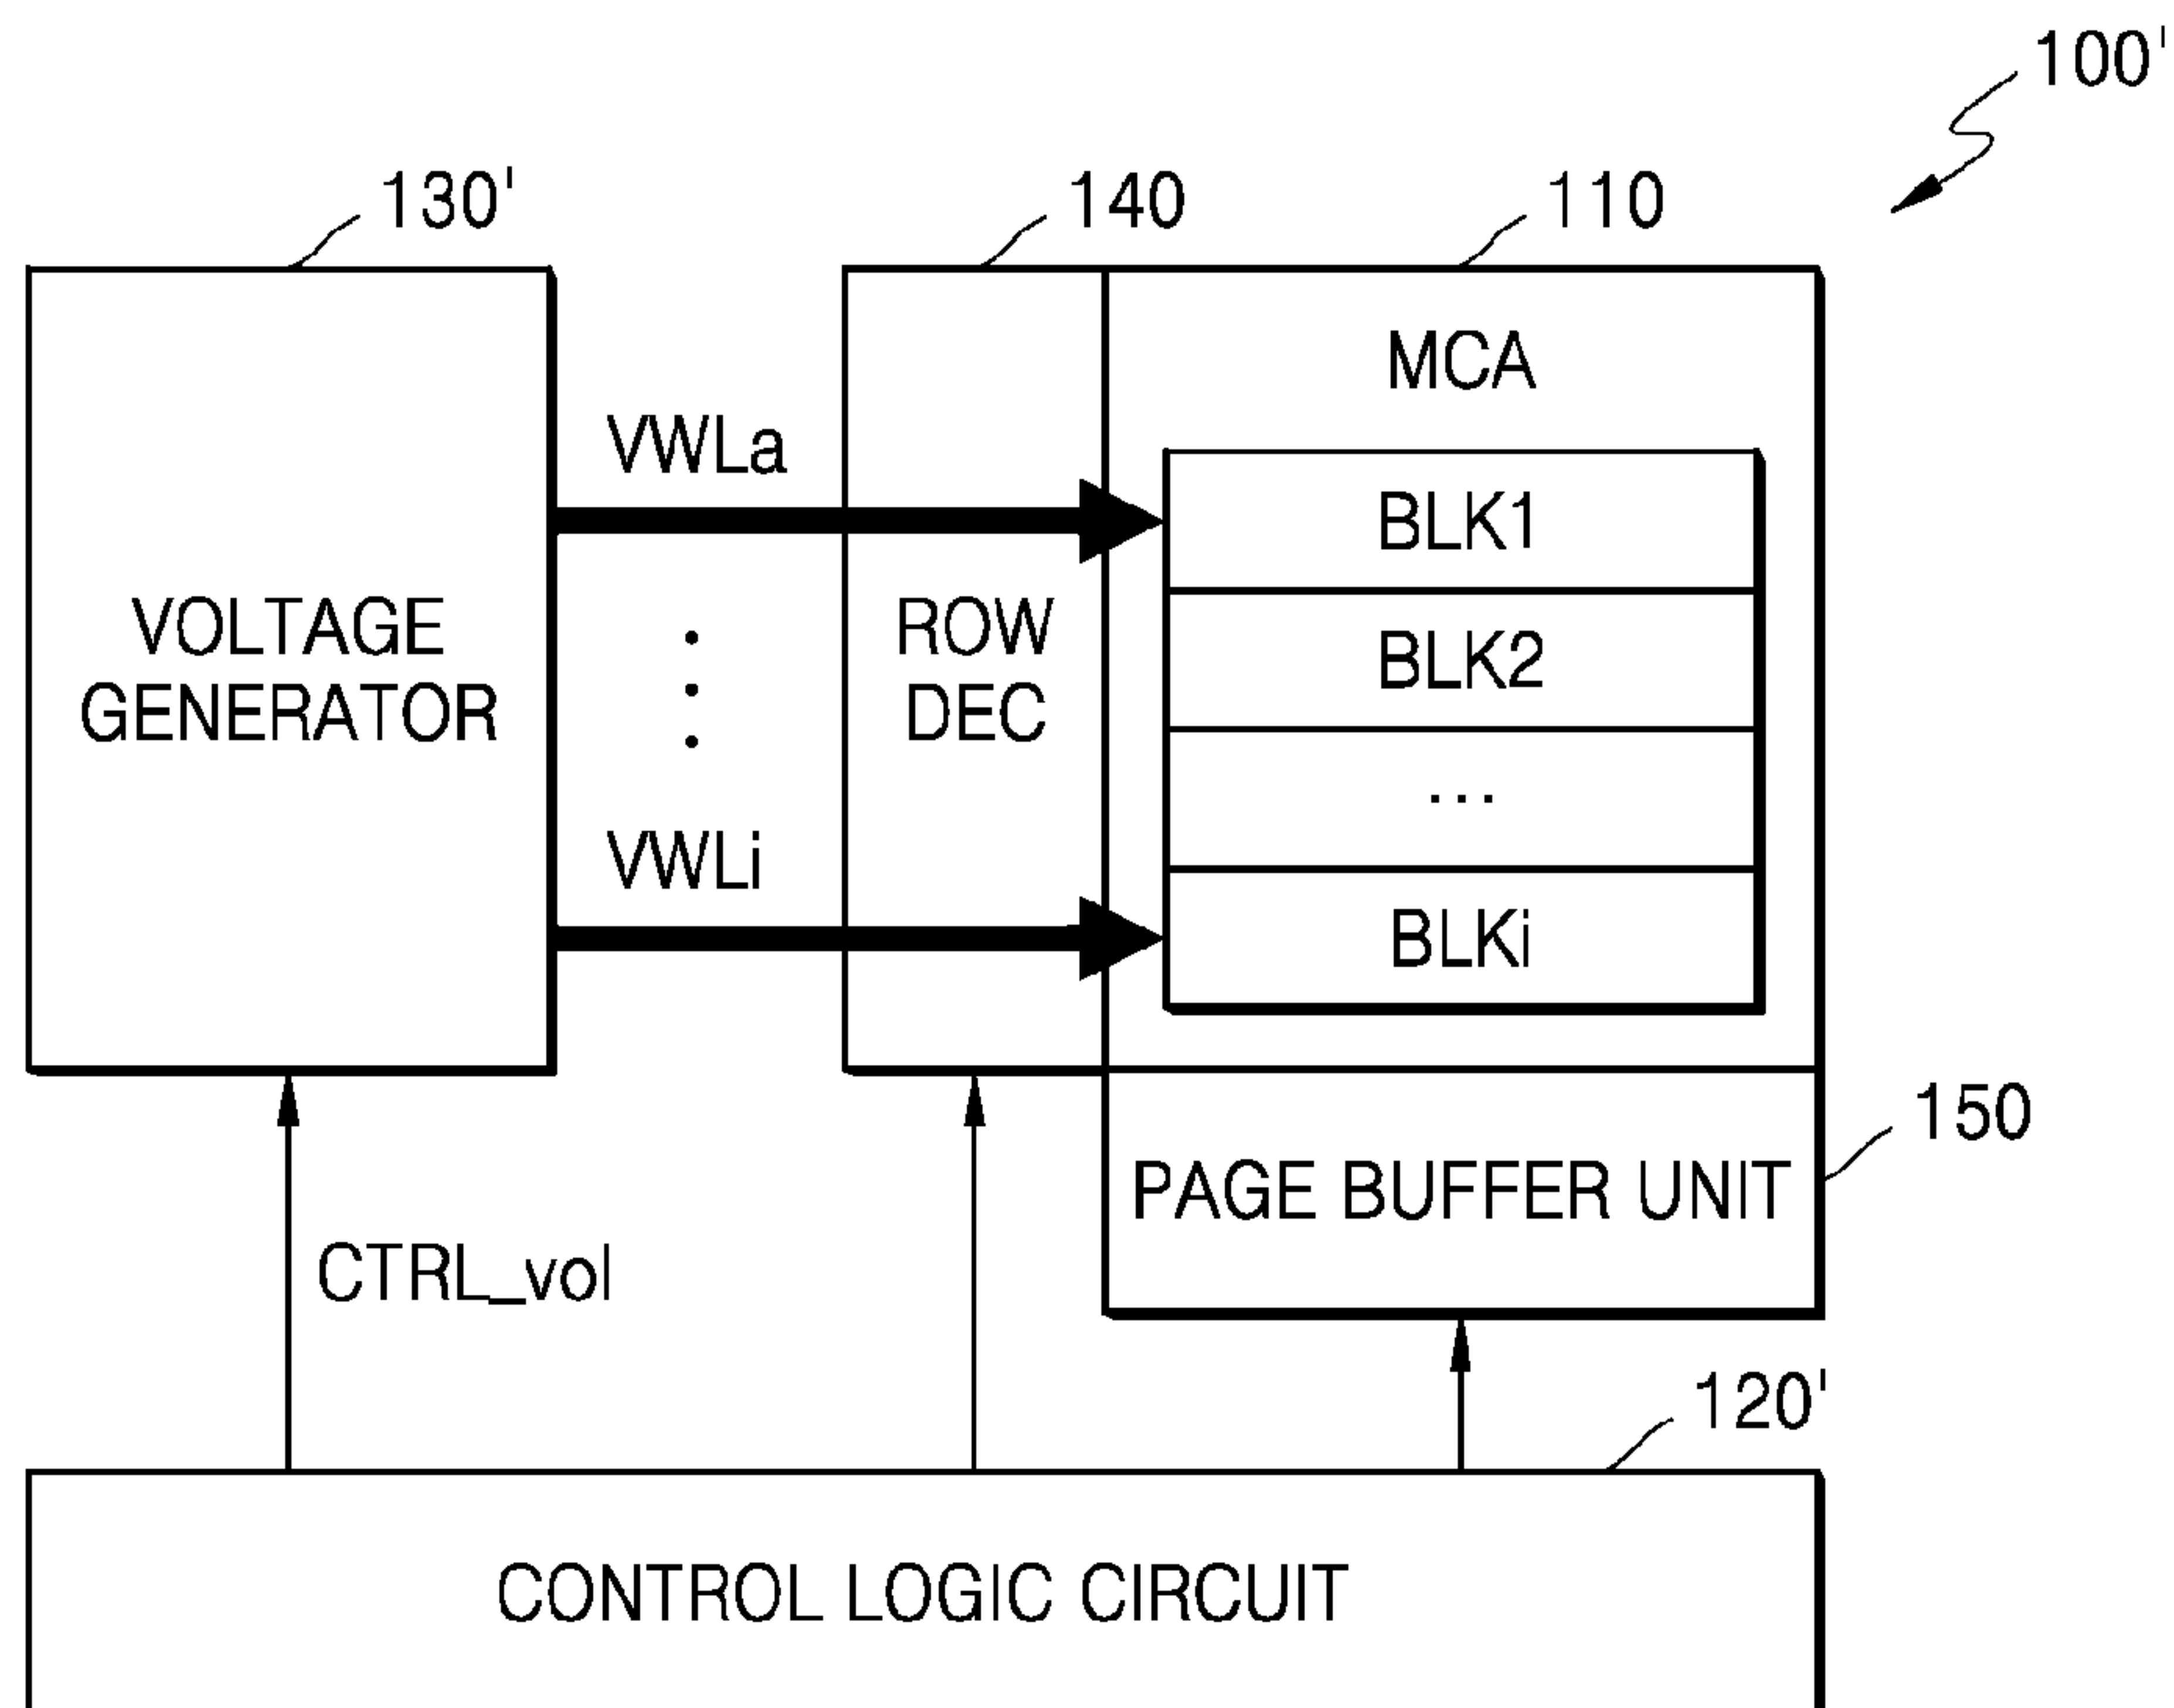 100'
130'
140
110
MCA
VWLa
BLK1
VOLTAGE
GENERATOR
ROW
DEC
BLK2
...
VWLi
BLKi
150
PAGE BUFFER UNIT
CTRL_vol
120'
CONTROL LOGIC CIRCUIT